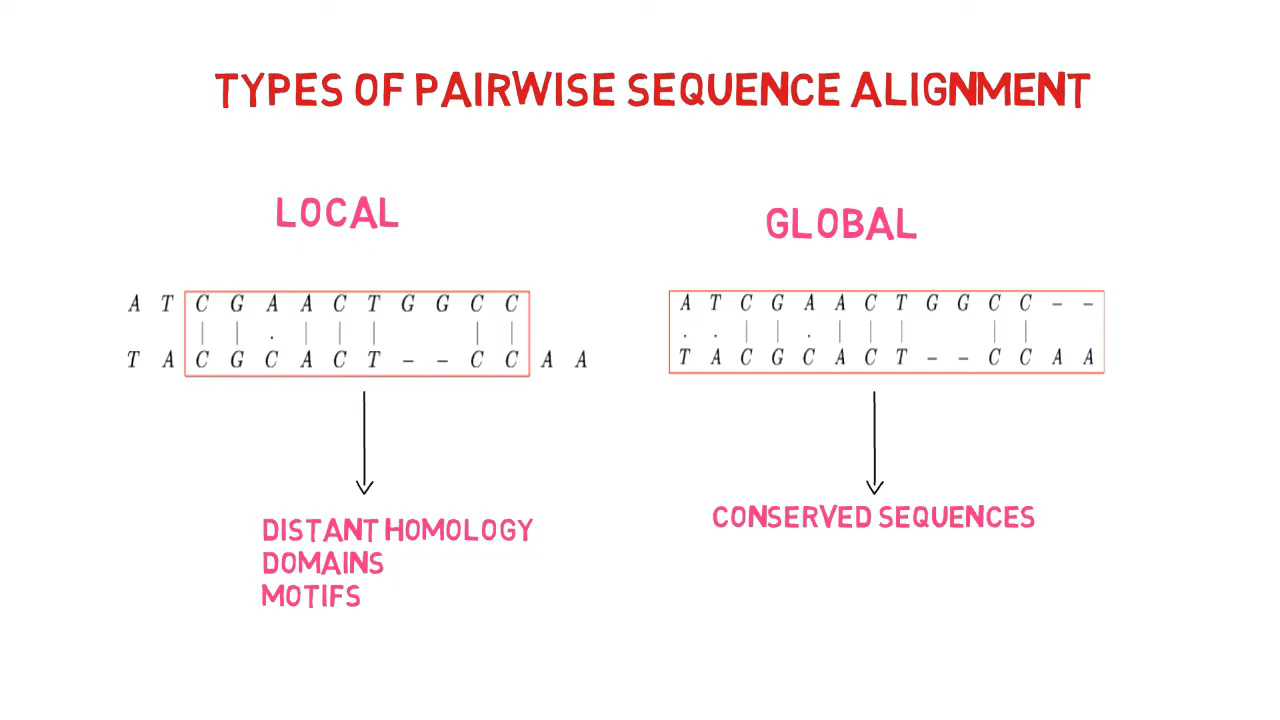 TYPES OF PAIRWISE SEQUENCE ALIGNMENT
LOCAL
A T C G A A C T G G C C
| | . | | | | |
T A C G C A C T – – C C A A
DISTANT HOMOLOGY
DOMAINS
MOTIFS
GLOBAL
A T C G A A C T G G C C – –
. . | | . | | | | |
T A C G C A C T – – C C A A
CONSERVED SEQUENCES